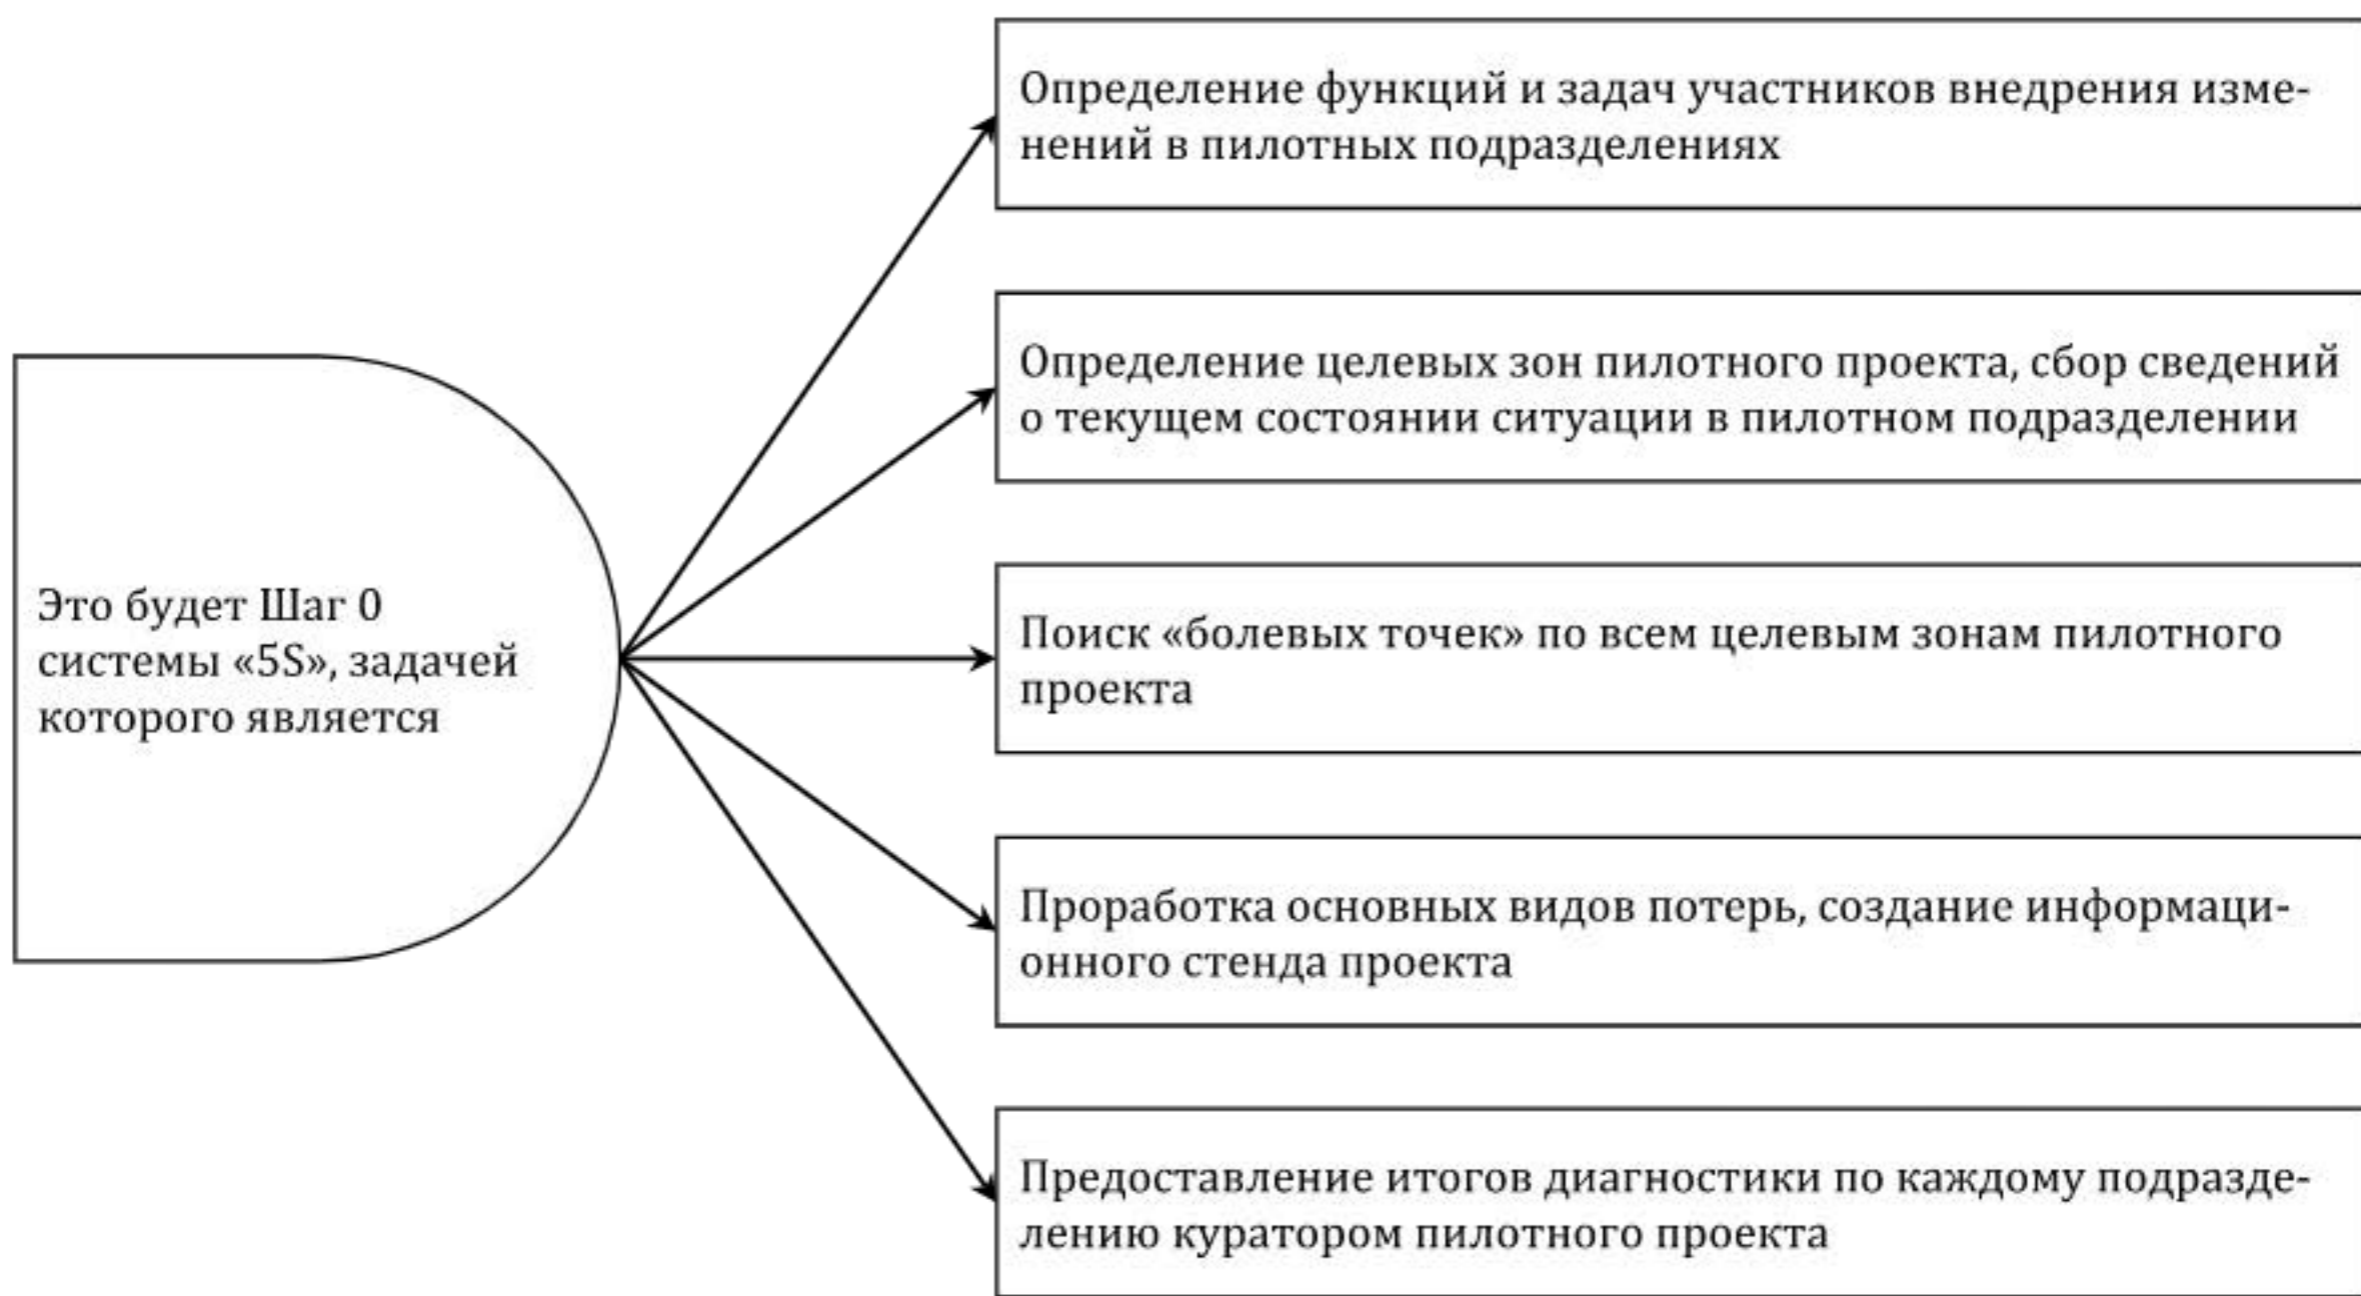 Это будет Шаг 0
системы «5S», задачей
которого является
Определение функций и задач участников внедрения изме-
нений в пилотных подразделениях
Определение целевых зон пилотного проекта, сбор сведений
о текущем состоянии ситуации в пилотном подразделении
Поиск «болевых точек» по всем целевым зонам пилотного
проекта
Проработка основных видов потерь, создание информаци-
онного стенда проекта
Предоставление итогов диагностики по каждому подразде-
лению куратором пилотного проекта